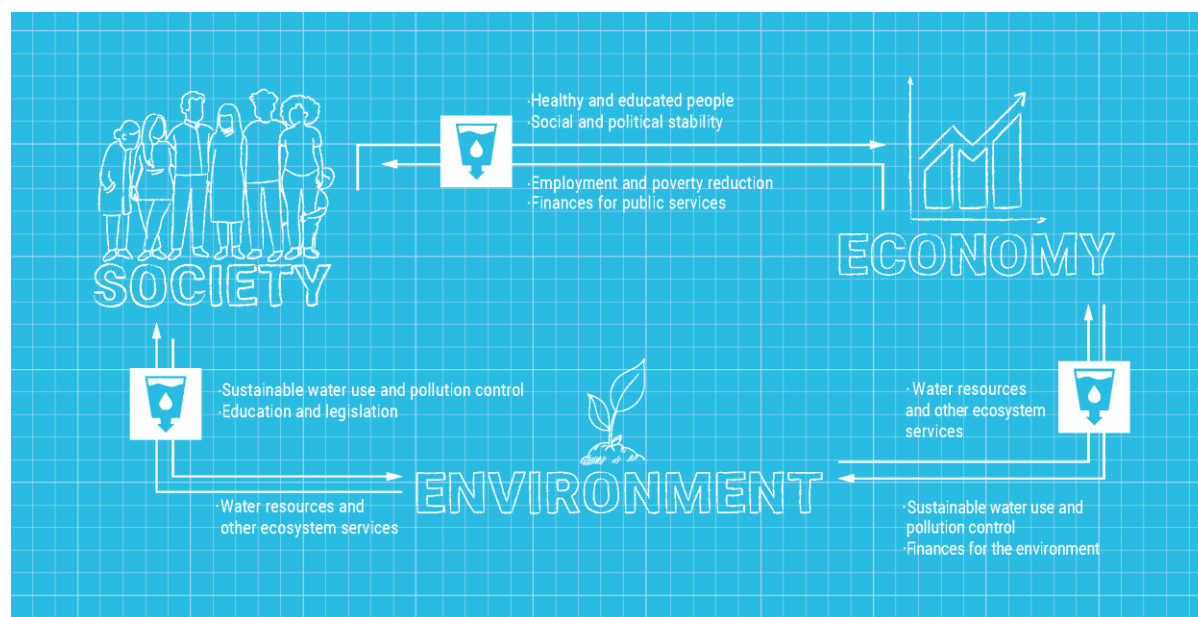 ·Healthy and educated people
·Social and political stability
·Employment and poverty reduction
·Finances for public services
SOCIETY
ECONOMY
·Sustainable water use and pollution control
·Education and legislation
·Water resources
and other ecosystem
services
ENVIRONMENT
·Water resources and
other ecosystem services
·Sustainable water use and
pollution control
·Finances for the environment